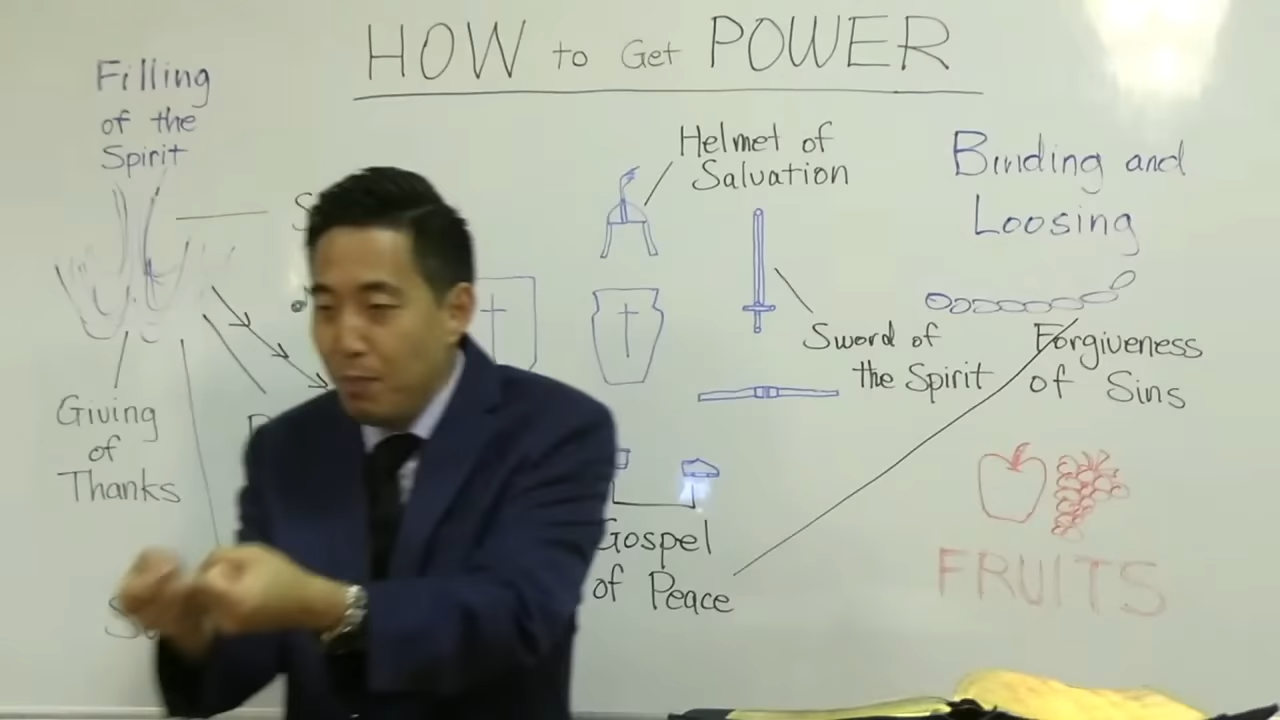 HOW to Get POWER
Filling
of the
Spirit
Giving
of
Thanks
Helmet of
Salvation
Sword of
the Spirit
Gospel
of Peace
Binding and
Loosing
Forgiveness
of Sins
FRUITS